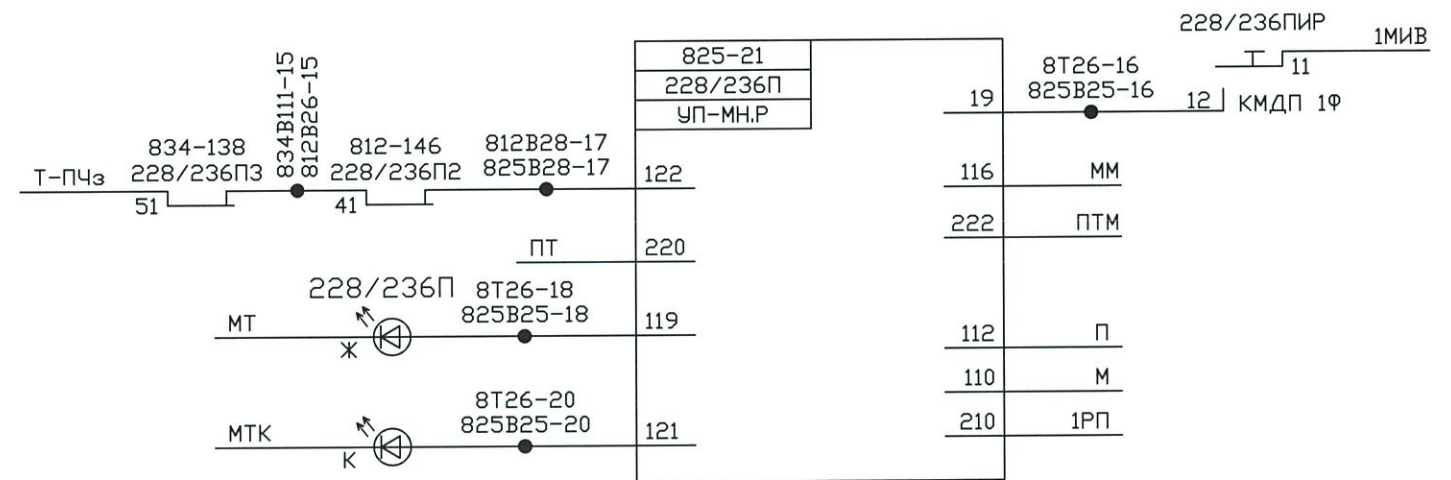 228/236ПИР
1МИВ
11
8Т26-16
825В25-16
19
12
КМДП 1Ф
825-21
228/236П
УП-МН.Р
Т-ПЧз
834-138
228/236П3
51
834В111-15
812В26-15
812-146
228/236П2
41
812В28-17
825В28-17
122
116
ММ
ПТ
220
222
ПТМ
228/236П
МТ
Ж
8Т26-18
825В25-18
119
112
П
110
М
МТК
К
8Т26-20
825В25-20
121
210
1РП